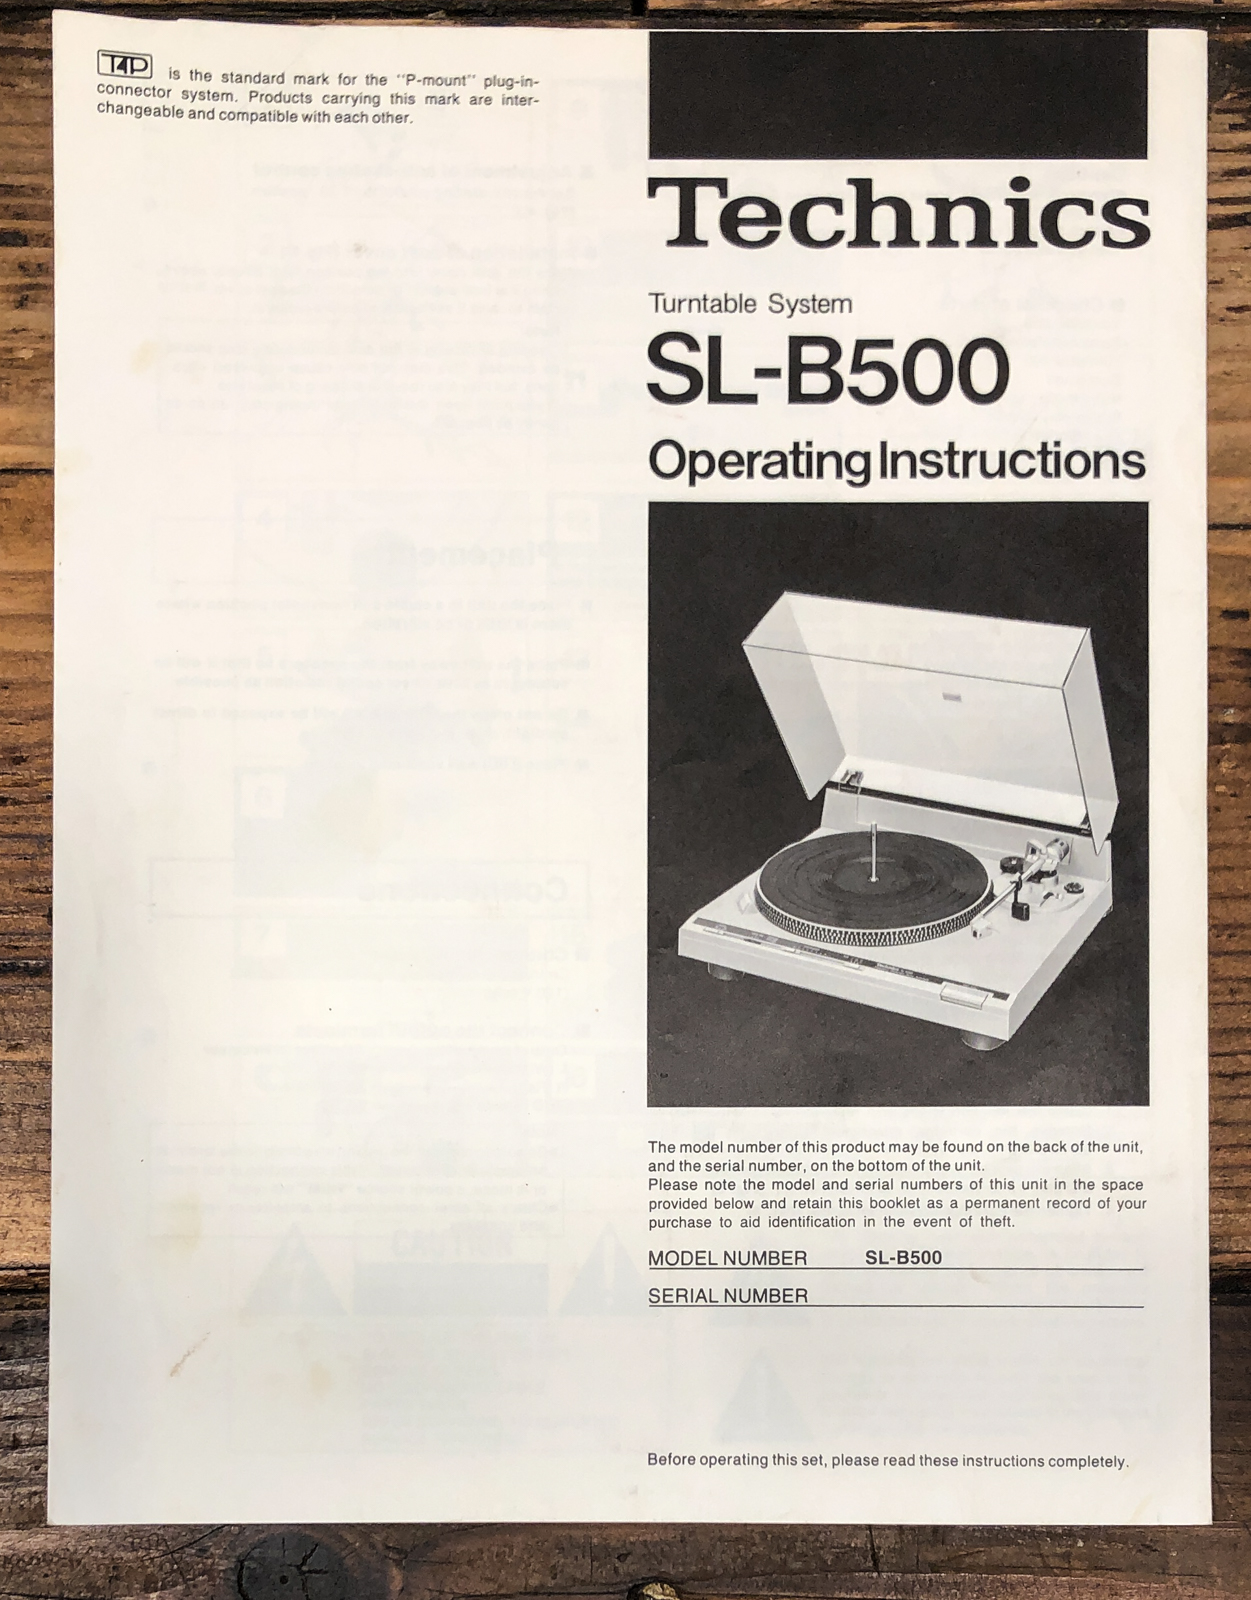 T4P is the standard mark for the "P-mount" plug-in-
connector system. Products carrying this mark are inter-
changeable and compatible with each other.
Technics
Turntable System
SL-B500
Operating Instructions
The model number of this product may be found on the back of the unit,
and the serial number, on the bottom of the unit.
Please note the model and serial numbers of this unit in the space
provided below and retain this booklet as a permanent record of your
purchase to aid identification in the event of theft.
MODEL NUMBER SL-B500
SERIAL NUMBER
Before operating this set, please read these instructions completely.